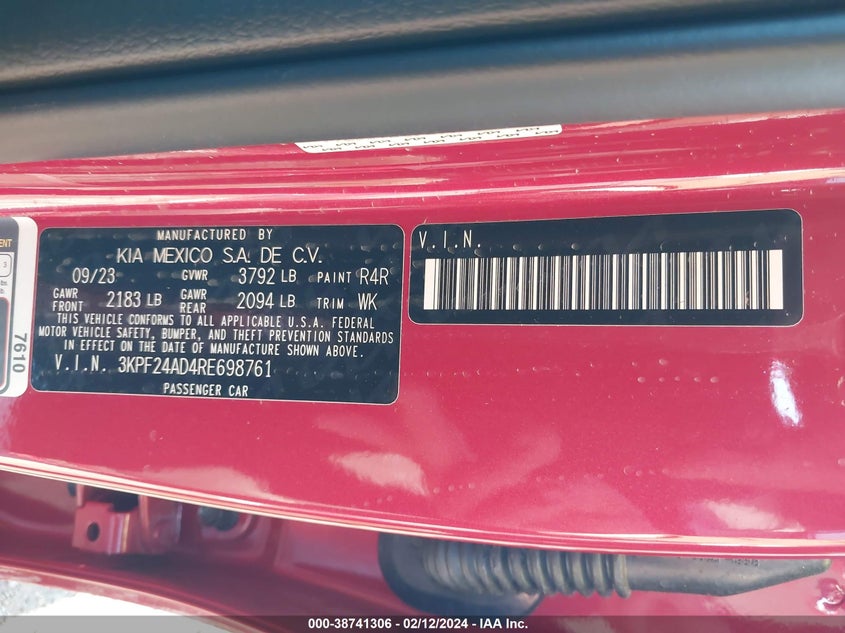 MANUFACTURED BY
KIA MEXICO S.A. DE C.V.
09/23 GVWR 3792 LB PAINT R4R
GAWR FRONT 2183 LB GAWR REAR 2094 LB TRIM WK
THIS VEHICLE CONFORMS TO ALL APPLICABLE U.S.A. FEDERAL
MOTOR VEHICLE SAFETY, BUMPER, AND THEFT PREVENTION STANDARDS
IN EFFECT ON THE DATE OF MANUFACTURE SHOWN ABOVE.
V.I.N. 3KPF24AD4RE698761
PASSENGER CAR
V.I.N.
7610
3
000-38741306 - 02/12/2024 - IAA Inc.